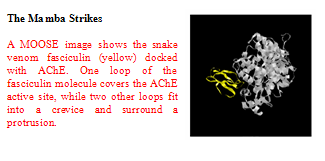 The Mamba Strikes
A MOOSE image shows the snake
venom fasciculin (yellow) docked
with AChE. One loop of the
fasciculin molecule covers the AChE
active site, while two other loops fit
into a crevice and surround a
protrusion.